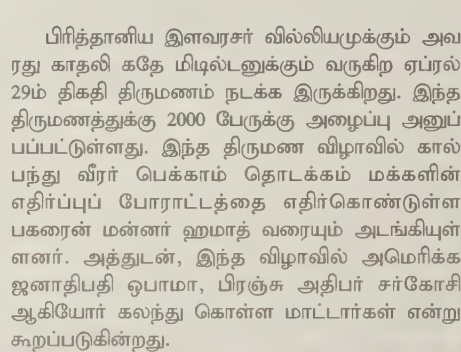 பிரித்தானிய இளவரசர் வில்லியமுக்கும் அவ
ரது காதலி கதே மிடில்டனுக்கும் வருகிற ஏப்ரல்
29ம் திகதி திருமணம் நடக்க இருக்கிறது. இந்த
திருமணத்துக்கு 2000 பேருக்கு அழைப்பு அனுப்
பப்பட்டுள்ளது. இந்த திருமண விழாவில் கால்
பந்து வீரர் பெக்காம் தொடக்கம் மக்களின்
எதிர்ப்புப் போராட்டத்தை எதிர்கொண்டுள்ள
பகரைன் மன்னர் ஹமாத் வரையும் அடங்கியுள்
ளனர். அத்துடன், இந்த விழாவில் அமெரிக்க
ஜனாதிபதி ஒபாமா, பிரஞ்சு அதிபர் சர்கோசி
ஆகியோர் கலந்து கொள்ள மாட்டார்கள் என்று
கூறப்படுகின்றது.